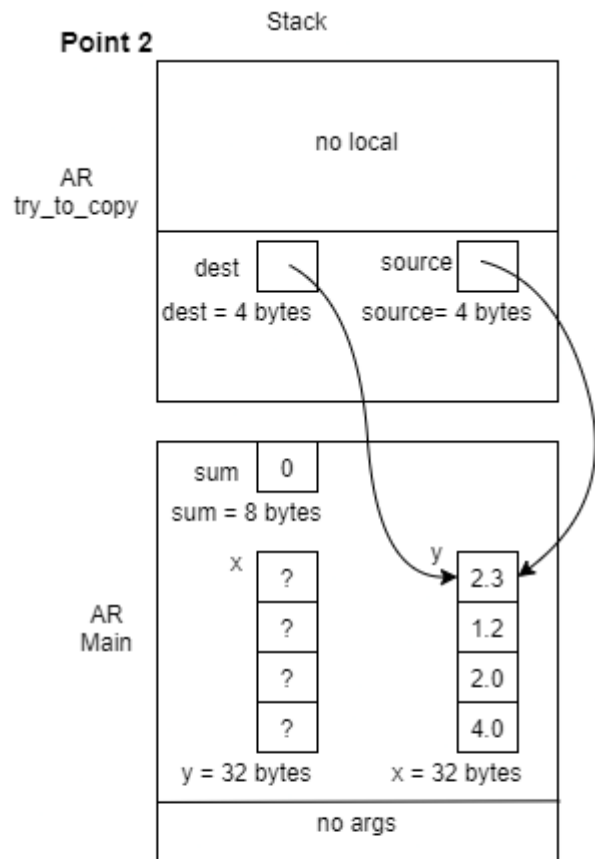 Stack
Point 2
no local
AR
try_to_copy
dest
source
dest = 4 bytes
source= 4 bytes
sum
0
sum = 8 bytes
x
y
?
2.3
?
1.2
AR
Main
?
2.0
?
4.0
y = 32 bytes
x = 32 bytes
no args